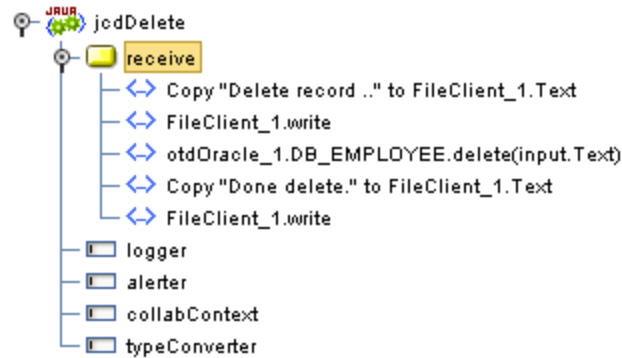 JAVA
jcdDelete
receive
Copy "Delete record .." to FileClient_1.Text
FileClient_1.write
otdOracle_1.DB_EMPLOYEE.delete(input.Text)
Copy "Done delete." to FileClient_1.Text
FileClient_1.write
logger
alerter
collabContext
typeConverter